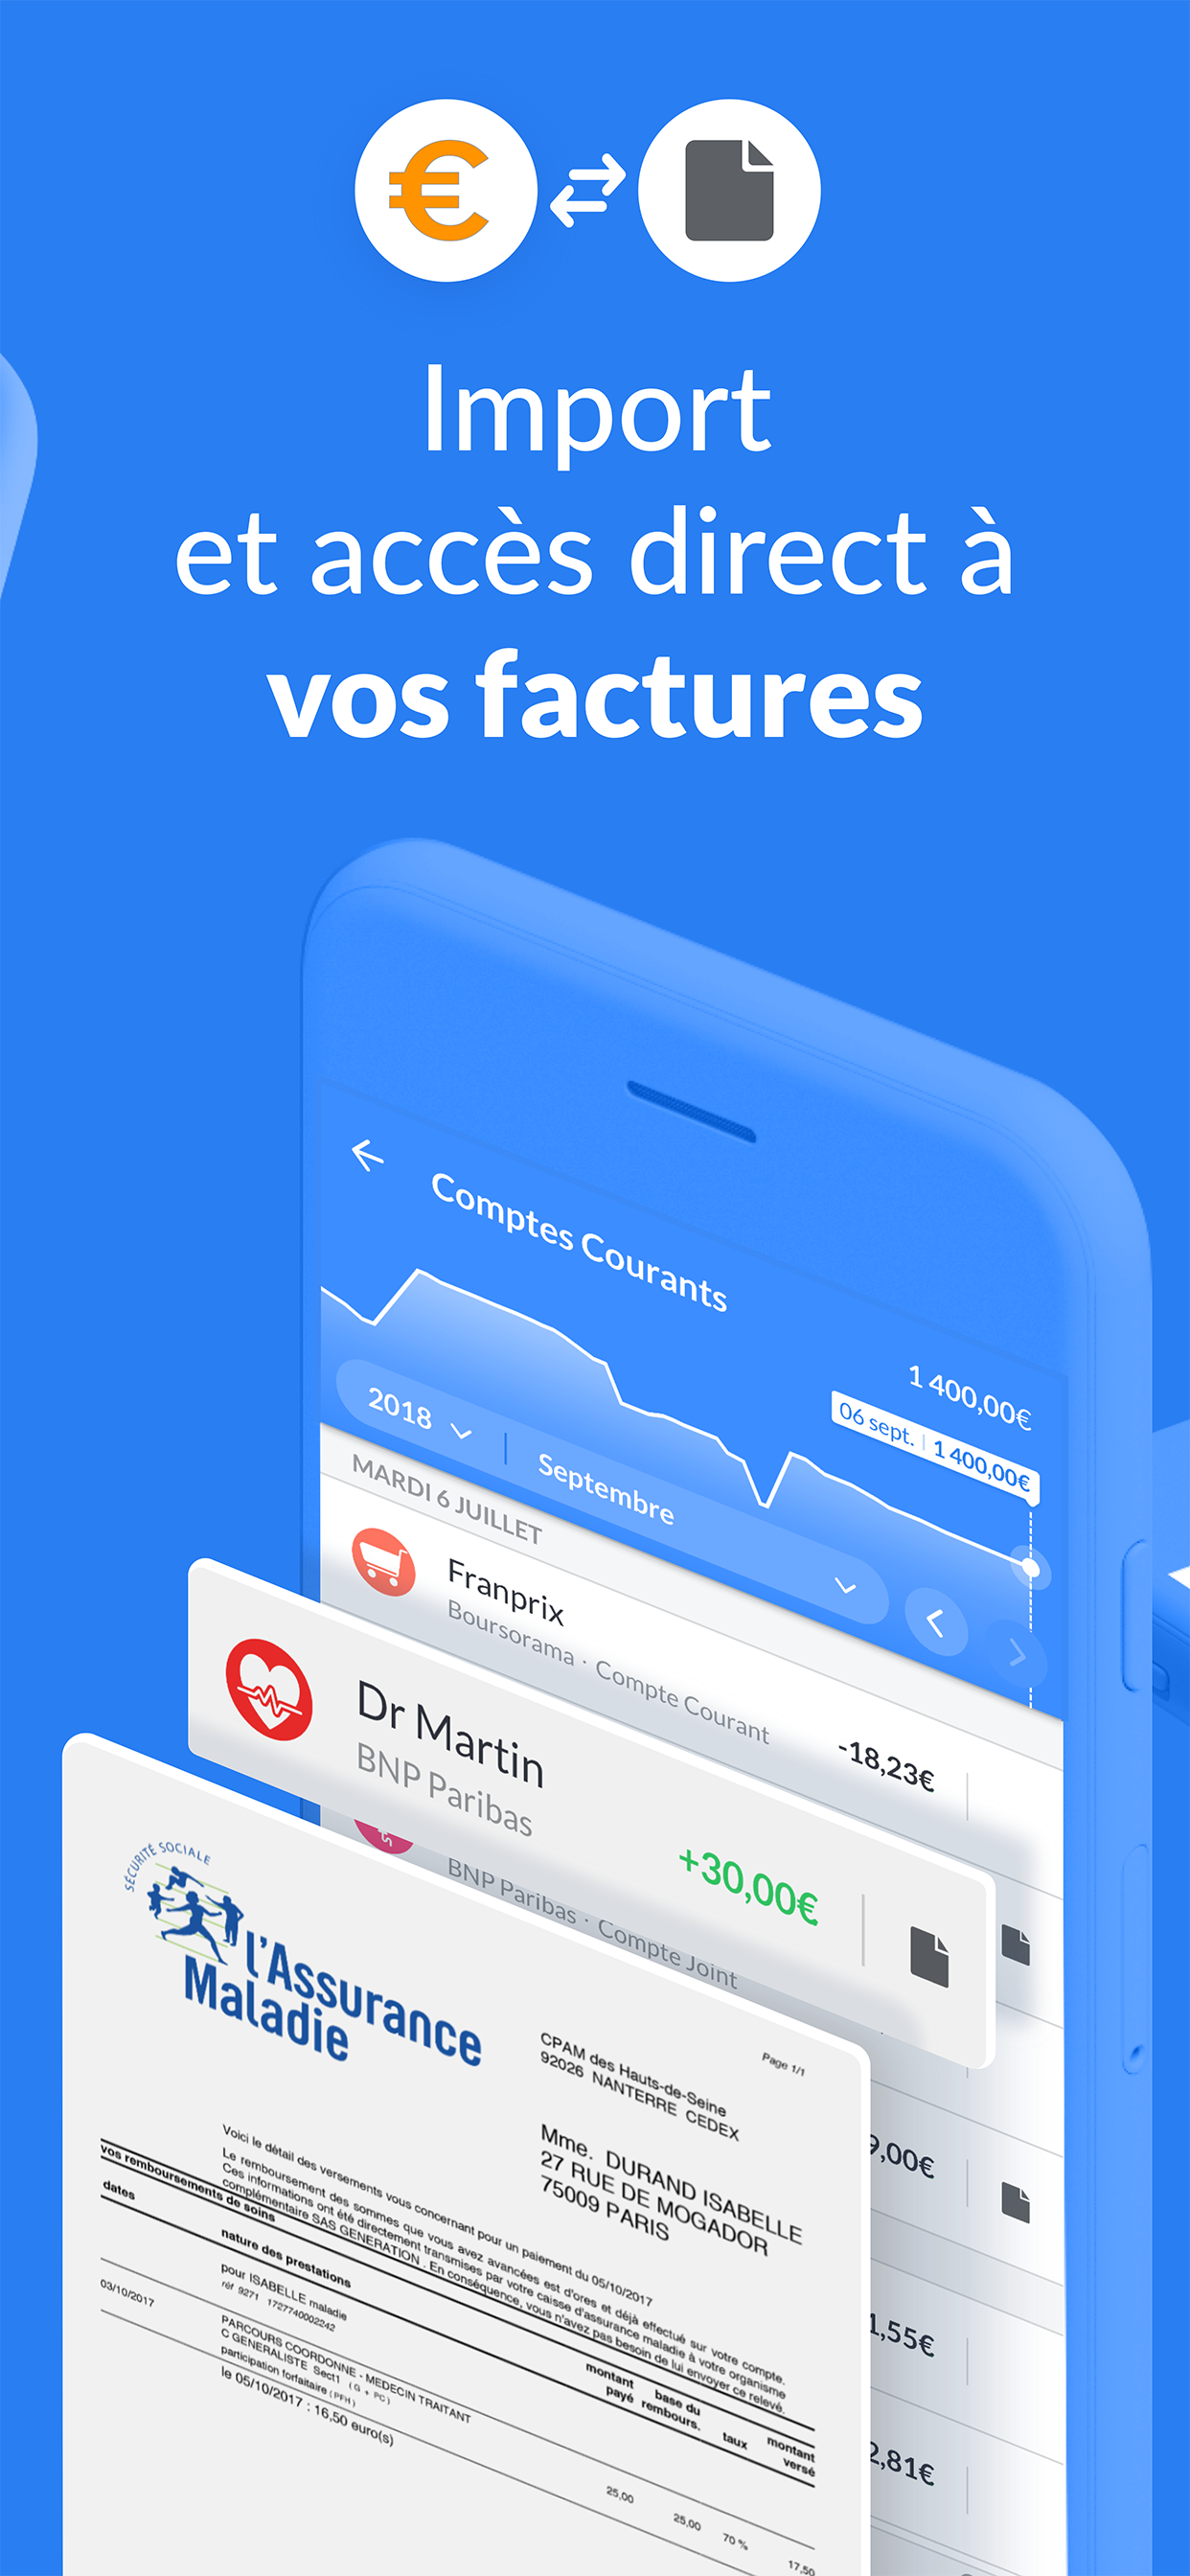 Import
et accès direct à
vos factures
Comptes Courants
1 400,00€
06 sept. | 1 400,00€
2018
Septembre
MARDI 6 JUILLET
Franprix
Boursorama · Compte Courant
-18,23€
Dr Martin
BNP Paribas
+30,00€
BNP Paribas · Compte Joint
9,00€
1,55€
2,81€
SÉCURITÉ SOCIALE
l'Assurance
Maladie
Page 1/1
CPAM des Hauts-de-Seine
92026 NANTERRE CEDEX
Mme. DURAND ISABELLE
27 RUE DE MOGADOR
75009 PARIS
Voici le détail des versements vous concernant pour un paiement du 05/10/2017
Le remboursement des sommes que vous avez avancées est d'ores et déjà effectué sur votre compte.
Ces informations ont été directement transmises par votre caisse d'assurance maladie à votre organisme
complémentaire SAS GENERATION . En conséquence, vous n'avez pas besoin de lui envoyer ce relevé.
vos remboursements de soins
dates
nature des prestations
montant payé
base du rembours.
taux
montant versé
pour ISABELLE maladie
réf 9271 1727740002242
03/10/2017
PARCOURS COORDONNE - MEDECIN TRAITANT
C GENERALISTE Sect1 (G + PC)
25,00
25,00
70 %
17,50
participation forfaitaire (PFH)
le 05/10/2017 : 16,50 euro(s)